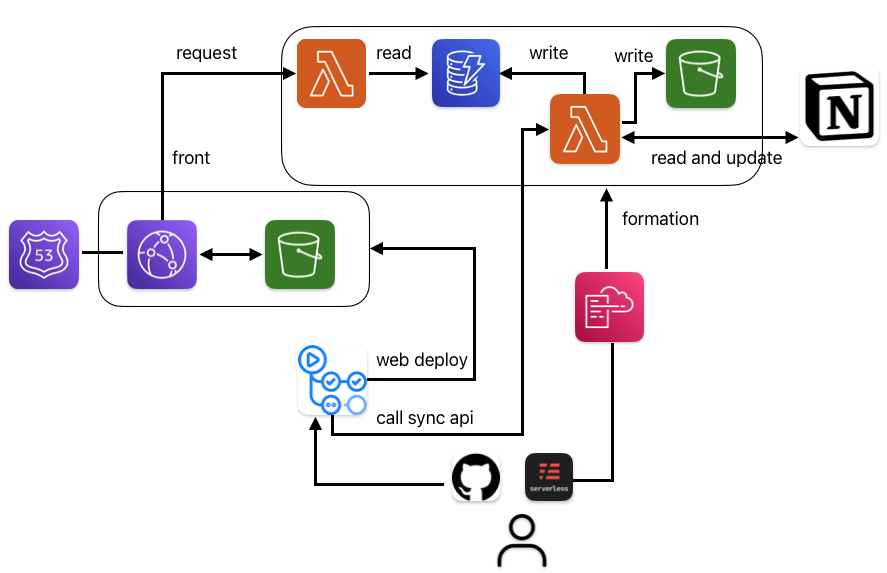 request
read
write
write
N
read and update
front
53
formation
web deploy
call sync api
serverless